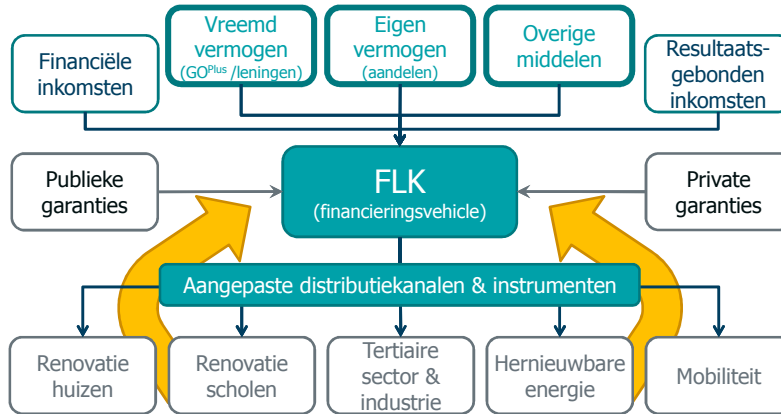 Financiële
inkomsten
Vreemd
vermogen
(GOPlus /leningen)
Eigen
vermogen
(aandelen)
Overige
middelen
Resultaats-
gebonden
inkomsten
Publieke
garanties
FLK
(financieringsvehicle)
Private
garanties
Aangepaste distributiekanalen & instrumenten
Renovatie
huizen
Renovatie
scholen
Tertiaire
sector &
industrie
Hernieuwbare
energie
Mobiliteit